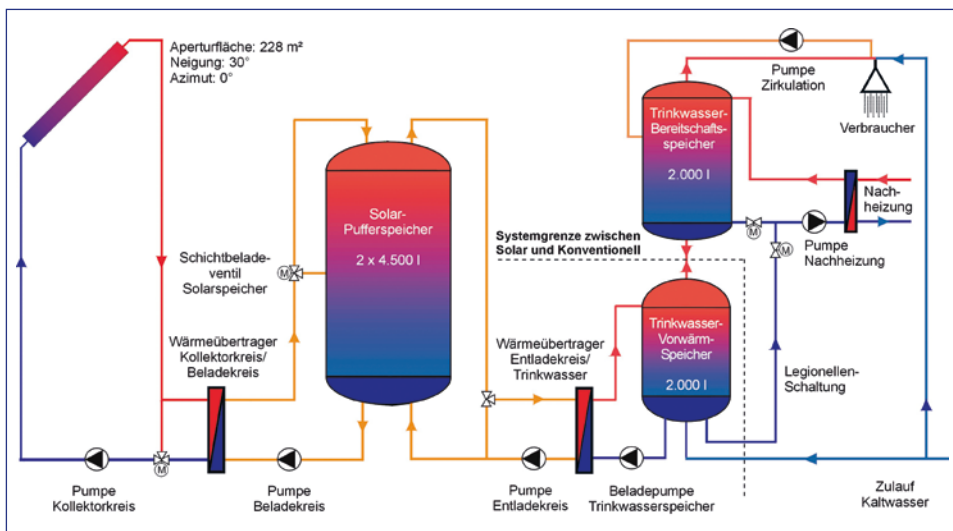 Aperturfläche: 228 m²
Neigung: 30°
Azimut: 0°
Pumpe
Zirkulation
Verbraucher
Trinkwasser-
Bereitschafts-
speicher
2.000 l
Nach-
heizung
M
M
Pumpe
Nachheizung
Systemgrenze zwischen
Solar und Konventionell
Solar-
Pufferspeicher
2 x 4.500 l
Schichtbelade-
ventil
Solarspeicher
M
Wärmeübertrager
Kollektorkreis/
Beladekreis
Wärmeübertrager
Entladekreis/
Trinkwasser
Trinkwasser-
Vorwärm-
Speicher
2.000 l
Legionellen-
Schaltung
M
Pumpe
Kollektorkreis
Pumpe
Beladekreis
Pumpe
Entladekreis
Beladepumpe
Trinkwasserspeicher
Zulauf
Kaltwasser